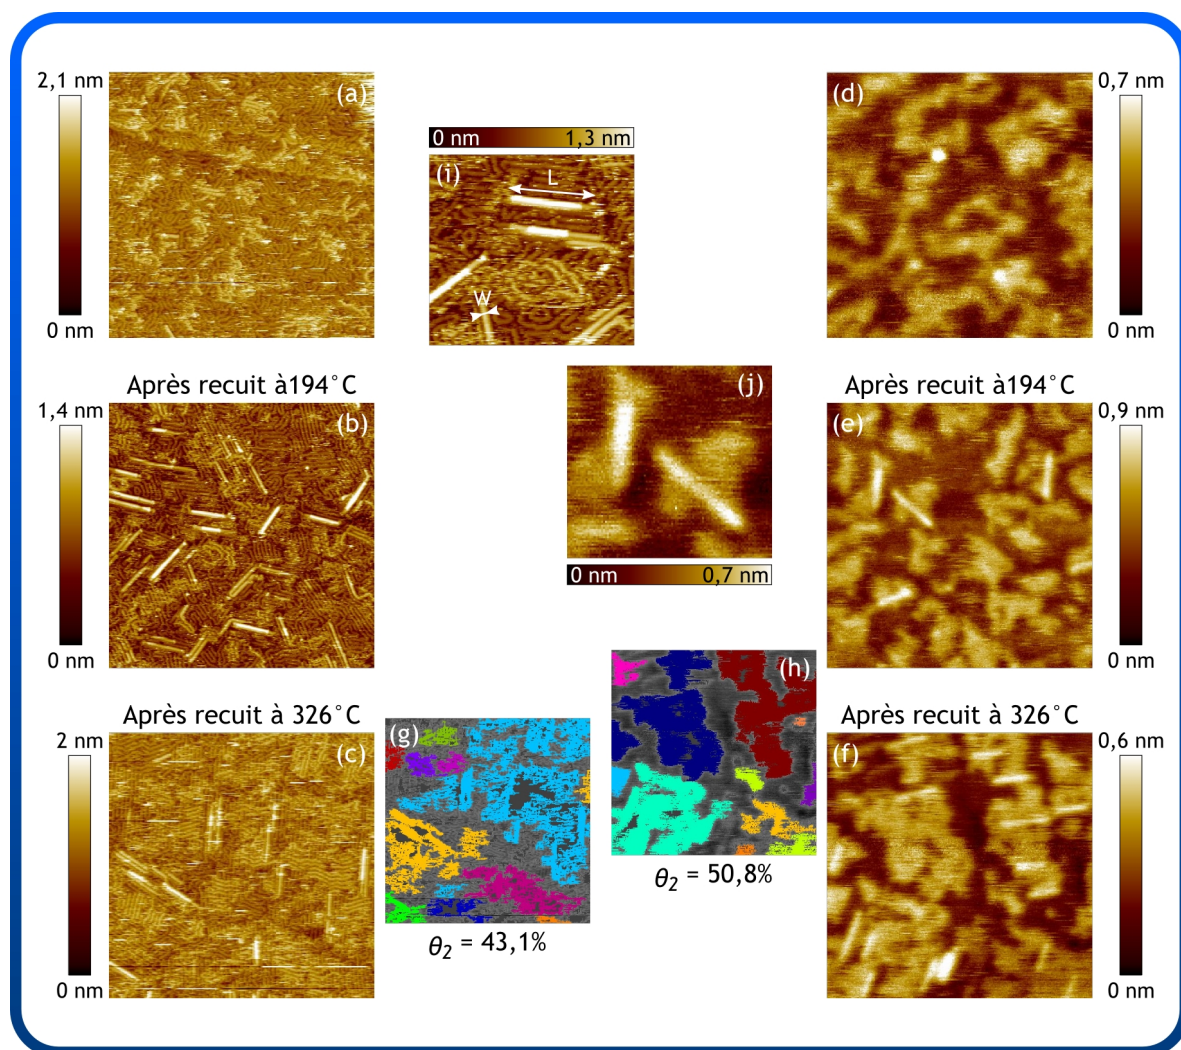 2,1 nm
(a)
0 nm
0 nm 1,3 nm
(i)
L
W
(d)
0,7 nm
0 nm
Après recuit à194°C
1,4 nm
(b)
0 nm
(j)
0 nm 0,7 nm
Après recuit à194°C
(e)
0,9 nm
0 nm
Après recuit à 326°C
2 nm
(c)
0 nm
(g)
θ2 = 43,1%
(h)
θ2 = 50,8%
Après recuit à 326°C
(f)
0,6 nm
0 nm